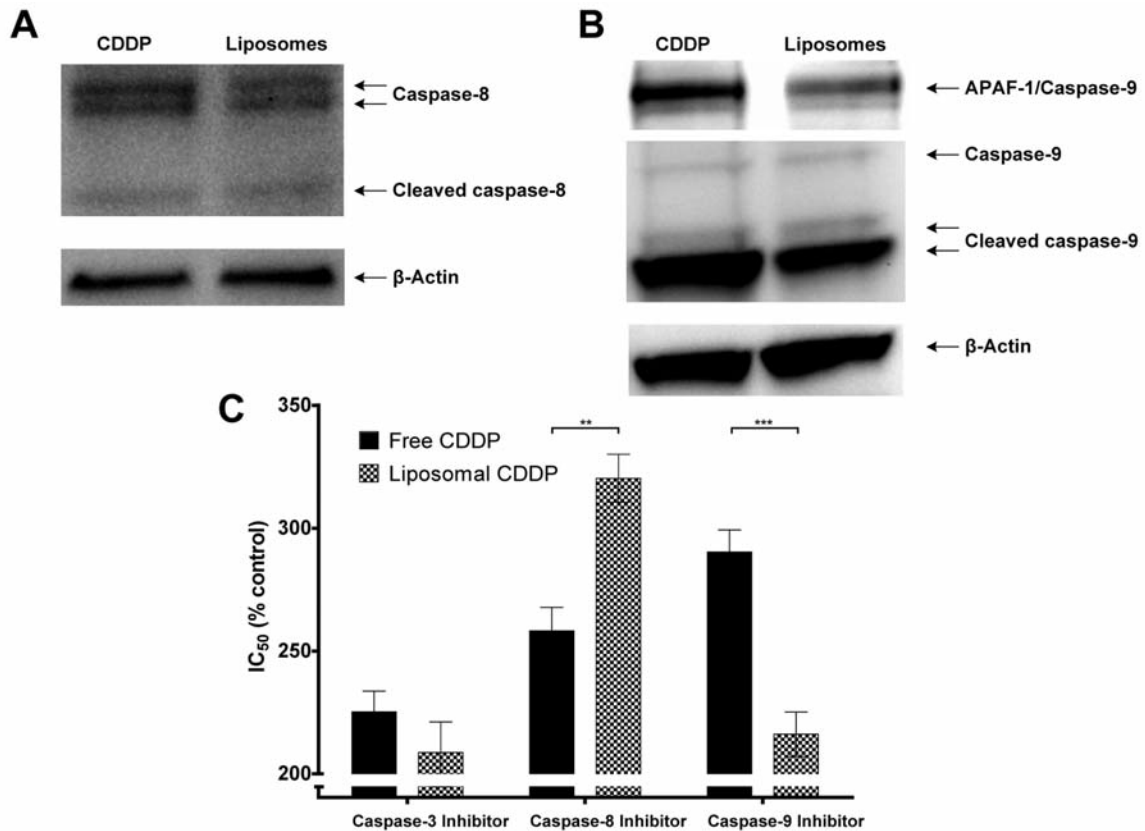 A
CDDP Liposomes
Caspase-8
Cleaved caspase-8
β-Actin
B
CDDP Liposomes
APAF-1/Caspase-9
Caspase-9
Cleaved caspase-9
β-Actin
C
IC50 (% control)
350
300
250
200
Free CDDP
Liposomal CDDP
**
***
Caspase-3 Inhibitor Caspase-8 Inhibitor Caspase-9 Inhibitor